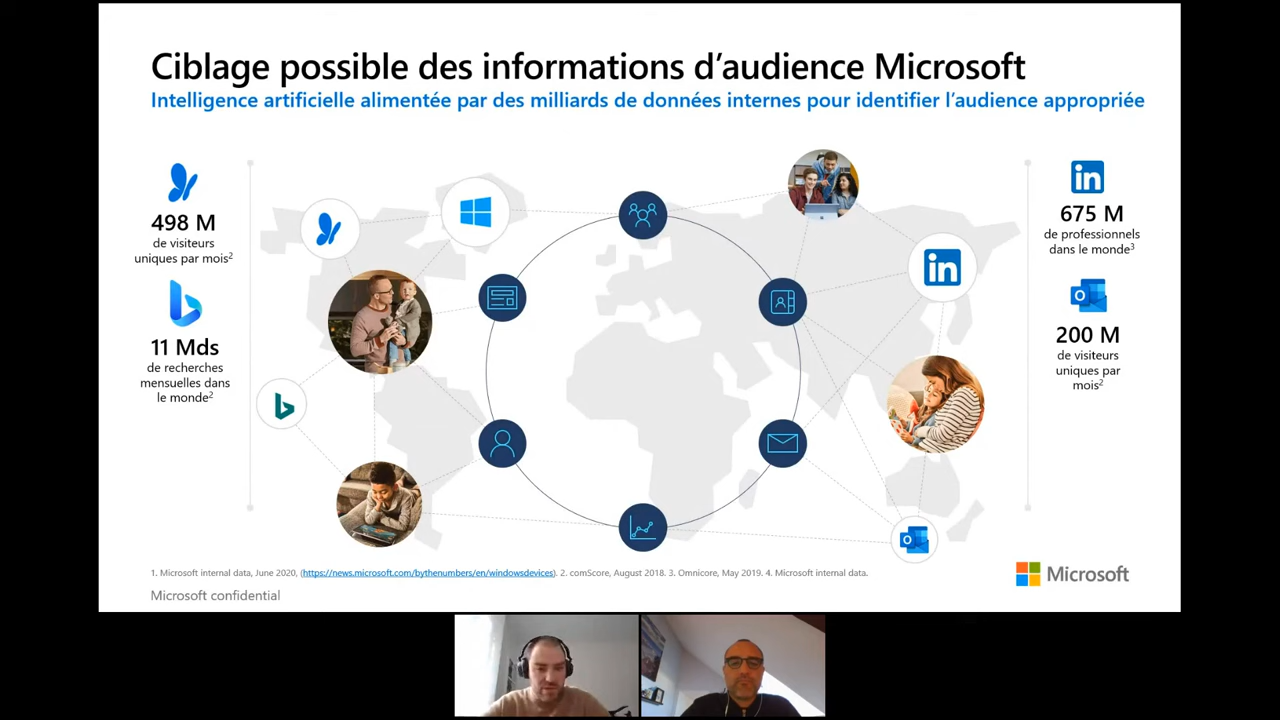 Ciblage possible des informations d’audience Microsoft
Intelligence artificielle alimentée par des milliards de données internes pour identifier l’audience appropriée
498 M
de visiteurs
uniques par mois²
11 Mds
de recherches
mensuelles dans
le monde²
in
675 M
de professionnels
dans le monde³
200 M
de visiteurs
uniques par
mois²
in
1. Microsoft internal data, June 2020, (https://news.microsoft.com/bythenumbers/en/windowsdevices). 2. comScore, August 2018. 3. Omnicore, May 2019. 4. Microsoft internal data.
Microsoft
Microsoft confidential